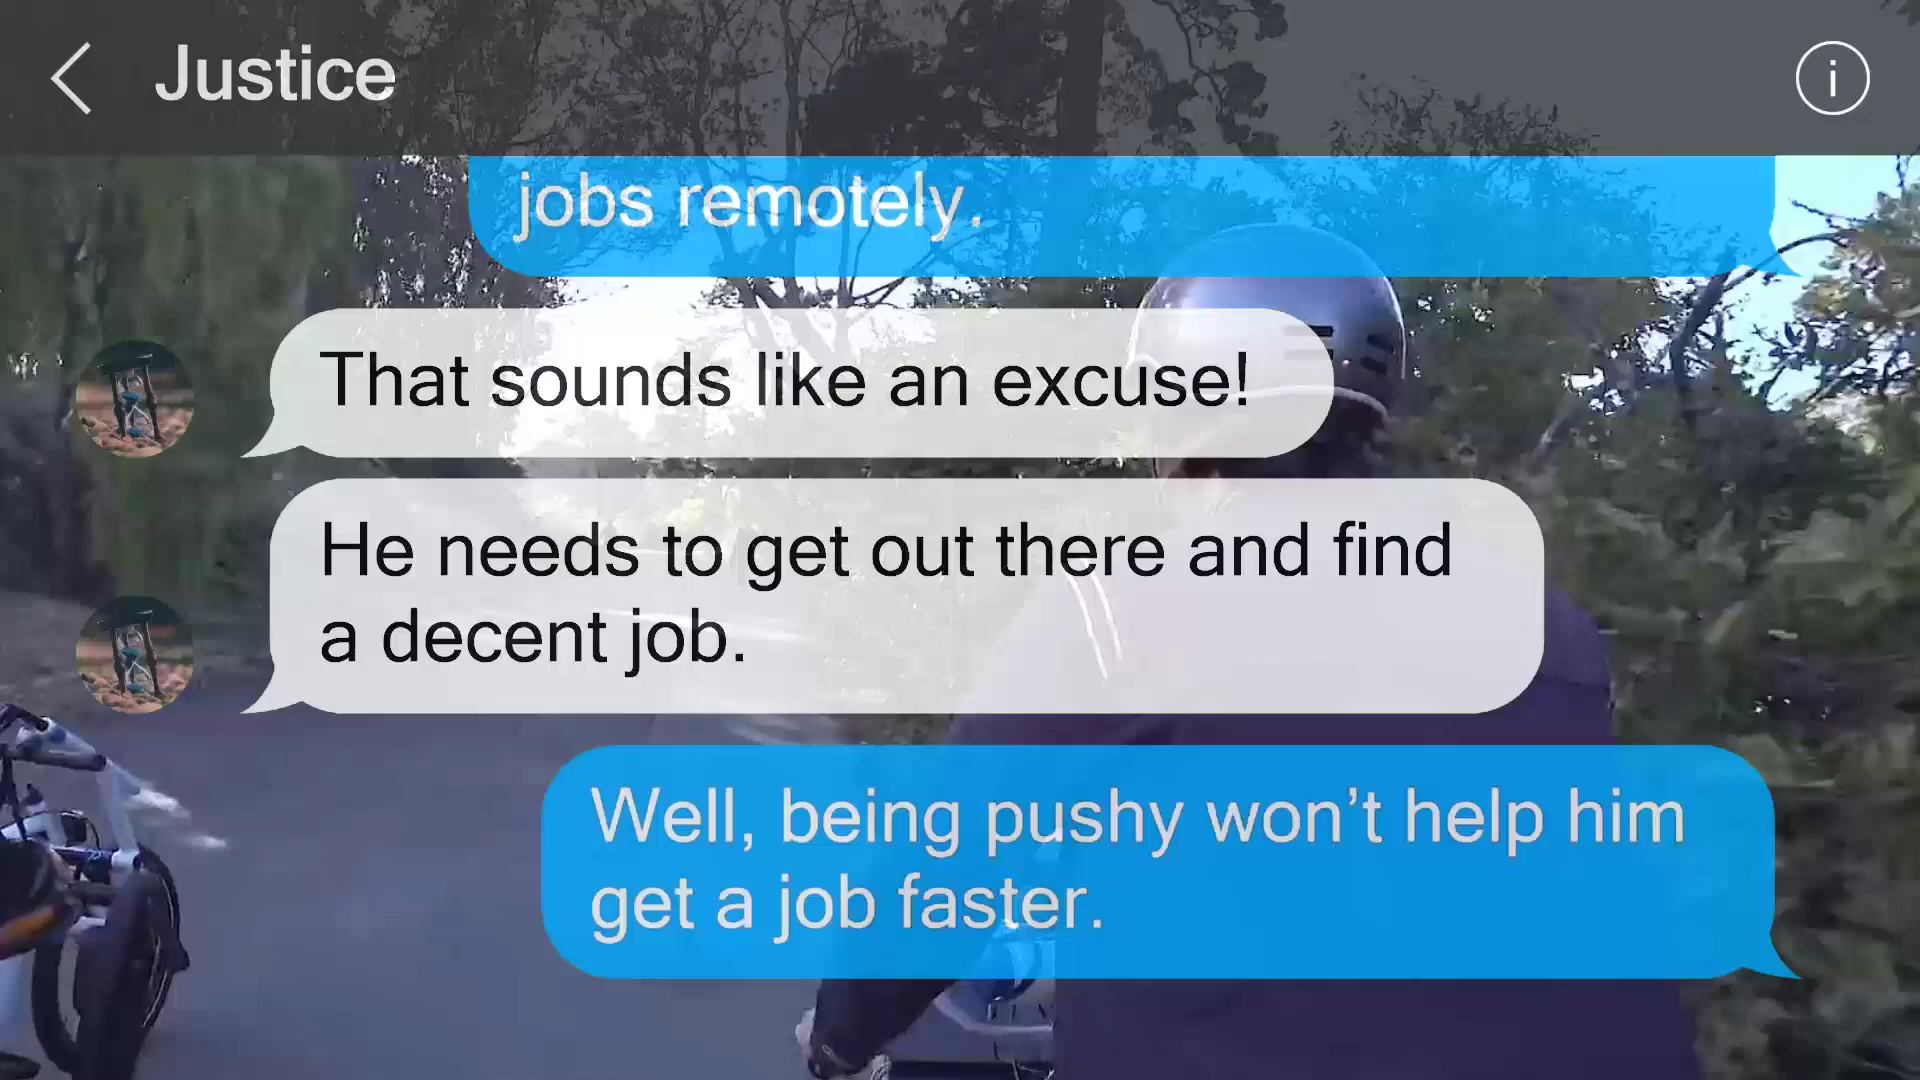 Justice
jobs remotely.
That sounds like an excuse!
He needs to get out there and find
a decent job.
Well, being pushy won’t help him
get a job faster.